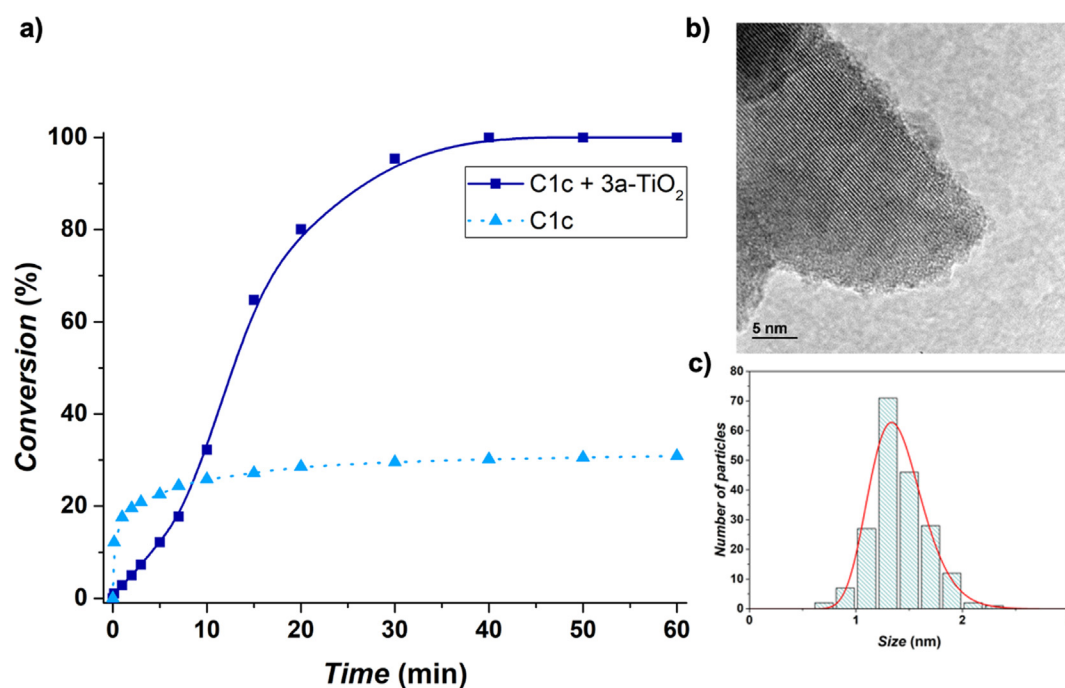 a)
100
80
60
40
20
0
Conversion (%)
C1c + 3a-TiO₂
C1c
0 10 20 30 40 50 60
Time (min)
b)
5 nm
c)
80
70
60
50
40
30
20
10
0
Number of particles
1 2
Size (nm)